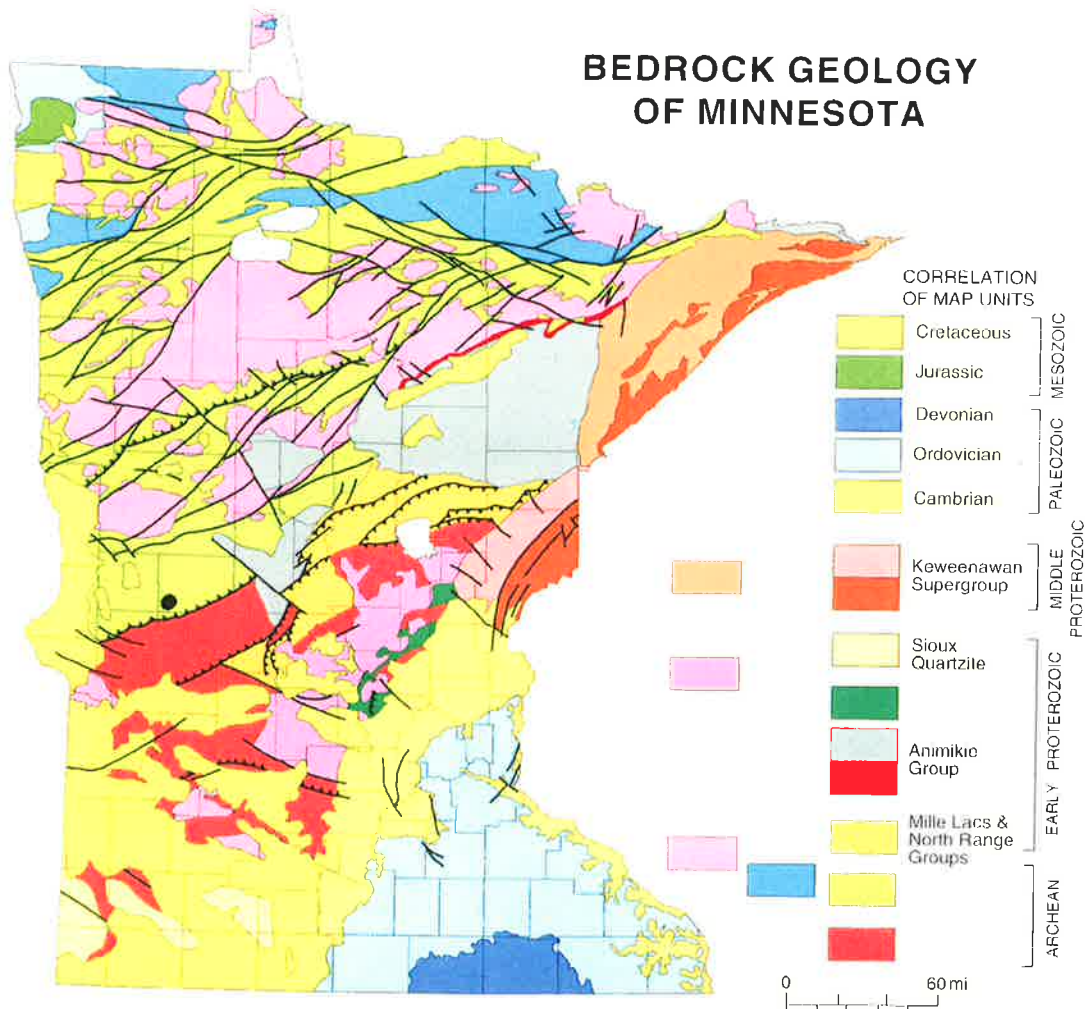 BEDROCK GEOLOGY
OF MINNESOTA
CORRELATION
OF MAP UNITS
Cretaceous
Jurassic
MESOZOIC
Devonian
Ordovician
Cambrian
PALEOZOIC
Keweenawan
Supergroup
MIDDLE
PROTEROZOIC
Sioux
Quartzite
Animikie
Group
Mille Lacs &
North Range
Groups
EARLY PROTEROZOIC
ARCHEAN
0 60 mi